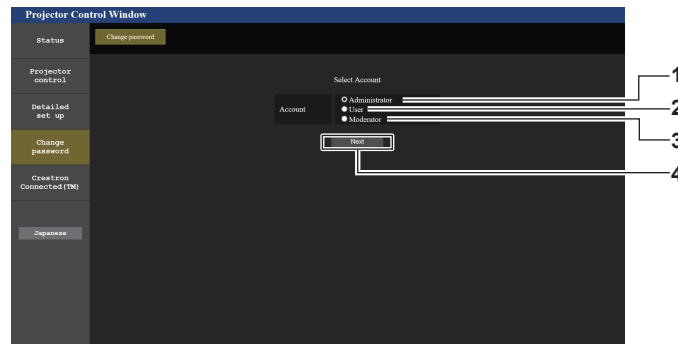 Projector Control Window
Status
Change password
Projector
control
Select Account
1
Administrator
Account
User
2
Moderator
3
Detailed
set up
Change
password
Next
4
Crestron
Connected(TM)
Japanese